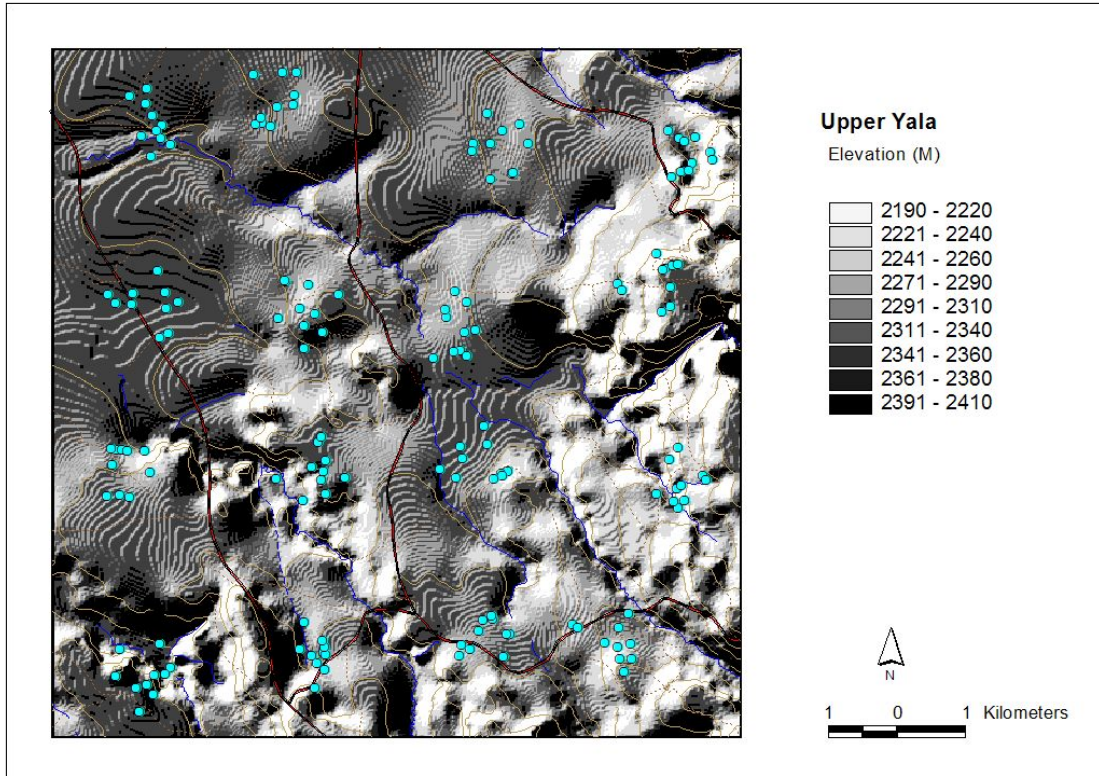 Upper Yala
Elevation (M)
2190 - 2220
2221 - 2240
2241 - 2260
2271 - 2290
2291 - 2310
2311 - 2340
2341 - 2360
2361 - 2380
2391 - 2410
N
1 0 1 Kilometers